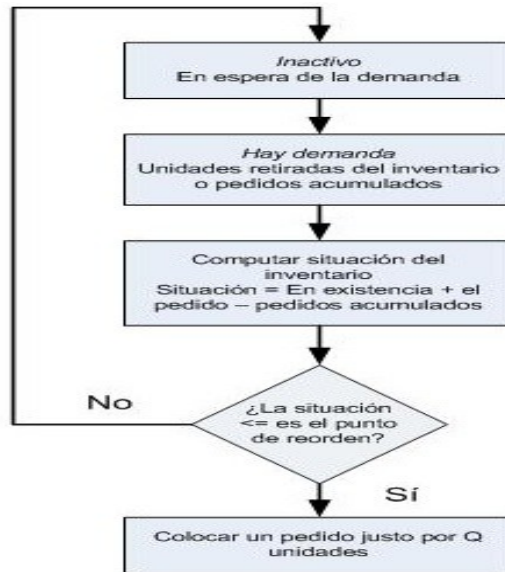 Inactivo
En espera de la demanda
Hay demanda
Unidades retiradas del inventario
o pedidos acumulados
Computar situación del
inventario
Situación = En existencia + el
pedido – pedidos acumulados
¿La situación
<= es el punto
de reorden?
No
Sí
Colocar un pedido justo por Q
unidades